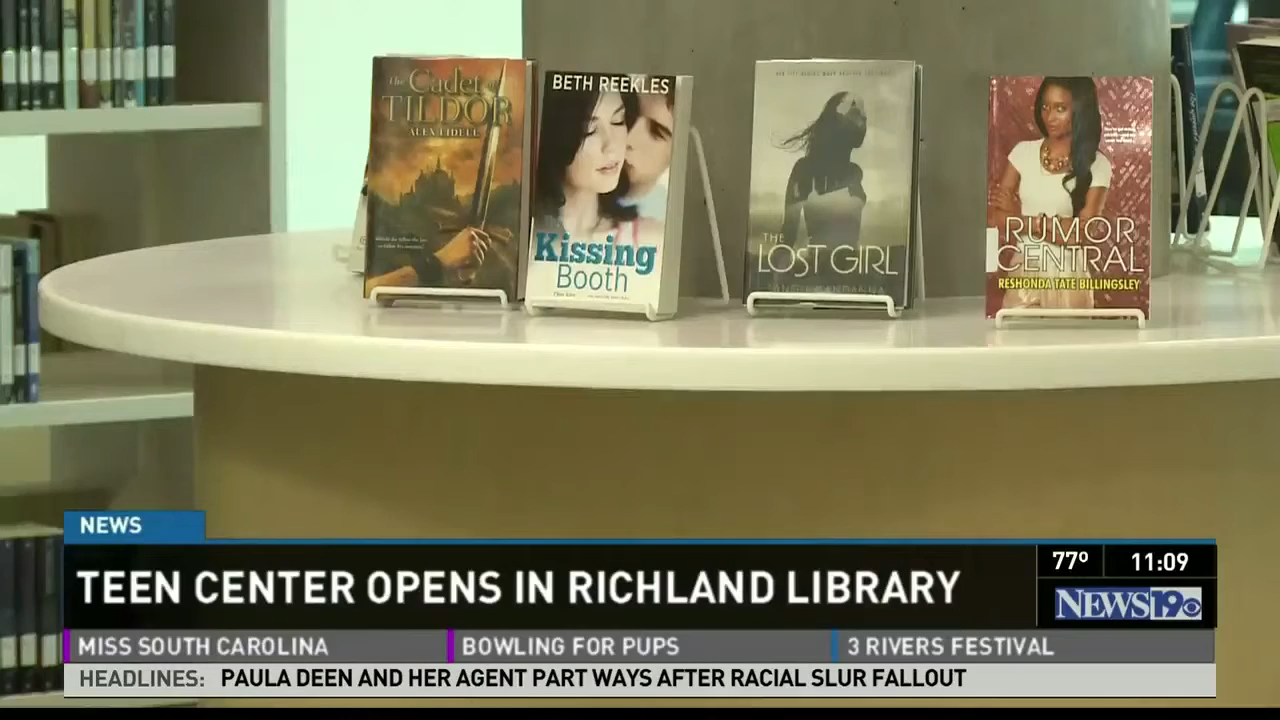 The Cadet of
TILDOR
ALEX LIDELL
BETH REEKLES
Kissing
Booth
THE
LOST GIRL
RUMOR
CENTRAL
RESHONDA TATE BILLINGSLEY
NEWS
TEEN CENTER OPENS IN RICHLAND LIBRARY
77º 11:09
NEWS19
MISS SOUTH CAROLINA BOWLING FOR PUPS 3 RIVERS FESTIVAL
HEADLINES: PAULA DEEN AND HER AGENT PART WAYS AFTER RACIAL SLUR FALLOUT